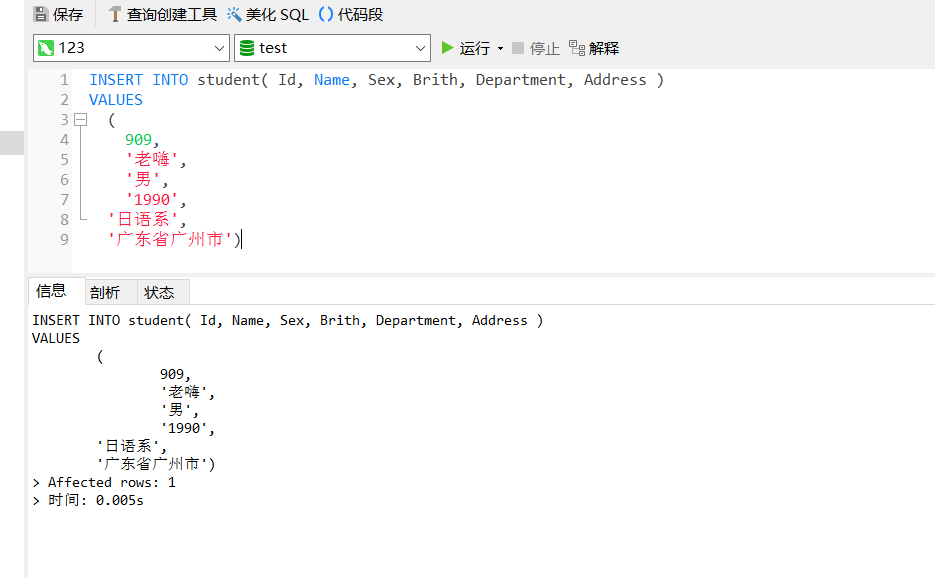 保存 查询创建工具 美化 SQL () 代码段
123 test 运行 停止 解释
1 INSERT INTO student( Id, Name, Sex, Brith, Department, Address )
2 VALUES
3 (
4 909,
5 '老嗨',
6 '男',
7 '1990',
8 '日语系',
9 '广东省广州市')
信息 剖析 状态
INSERT INTO student( Id, Name, Sex, Brith, Department, Address )
VALUES
(
909,
'老嗨',
'男',
'1990',
'日语系',
'广东省广州市')
> Affected rows: 1
> 时间: 0.005s